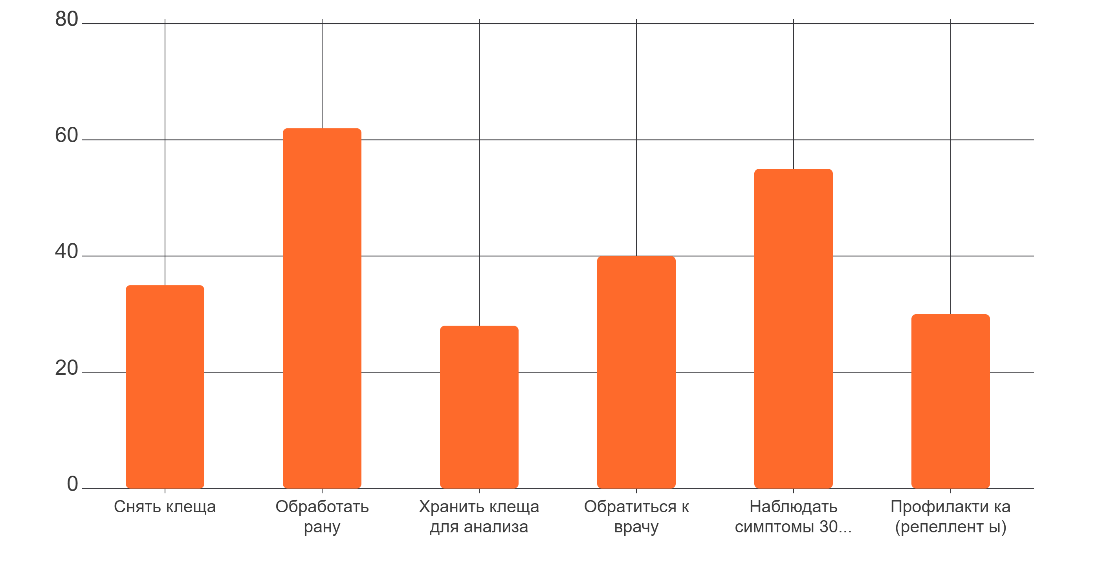 80
60
40
20
0
Снять клеща
Обработать
рану
Хранить клеща
для анализа
Обратиться к
врачу
Наблюдать
симптомы 30...
Профилакти ка
(репеллент ы)